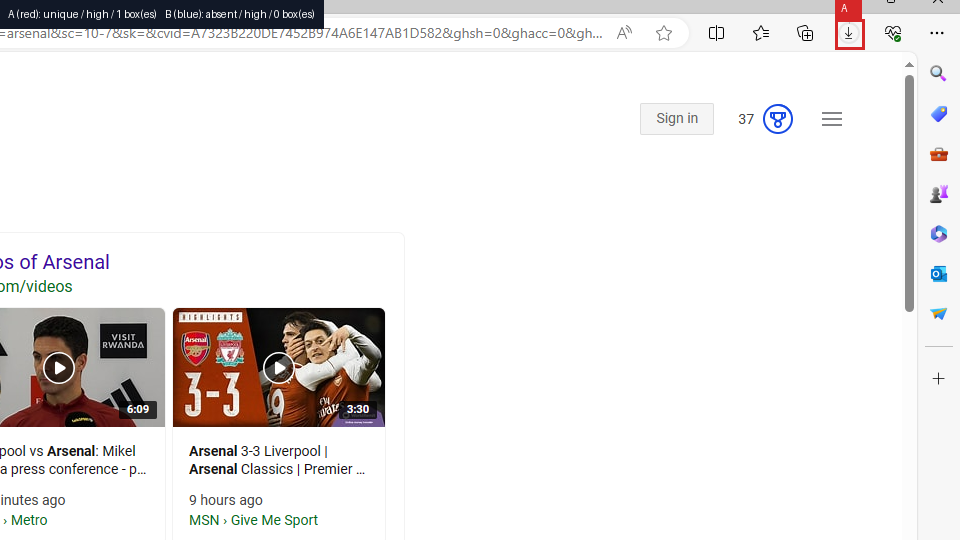 A (red): unique / high / 1 box(es) B (blue): absent / high / 0 box(es)
A
=arsenal&sc=10-7&sk=&cvid=A7323B220DE7452B974A6E147AB1D582&ghsh=0&ghacc=0&gh...
Sign in
37
os of Arsenal
om/videos
VISIT
RWANDA
6:09
HIGHLIGHTS
Arsenal
3-3
3:30
pool vs Arsenal: Mikel
a press conference - p...
inutes ago
› Metro
Arsenal 3-3 Liverpool |
Arsenal Classics | Premier ...
9 hours ago
MSN › Give Me Sport